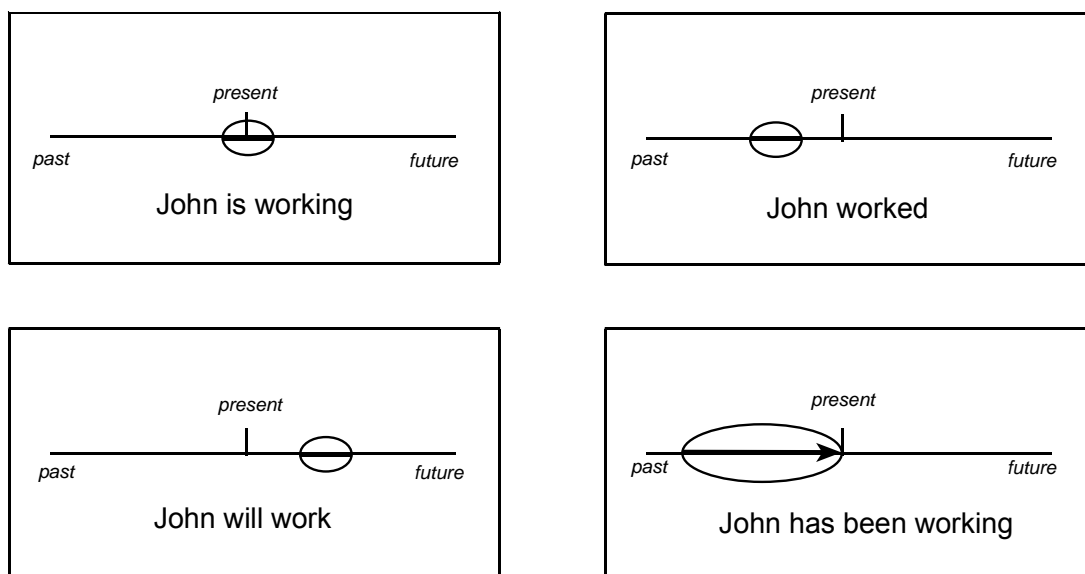 present
past
future
John is working
present
past
future
John worked
present
past
future
John will work
present
past
future
John has been working